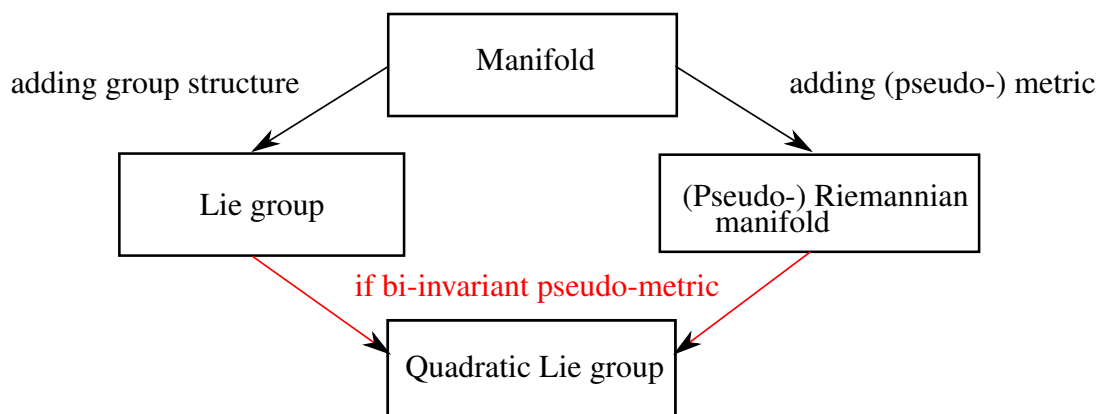 Manifold
adding group structure
adding (pseudo-) metric
Lie group
(Pseudo-) Riemannian
manifold
if bi-invariant pseudo-metric
Quadratic Lie group